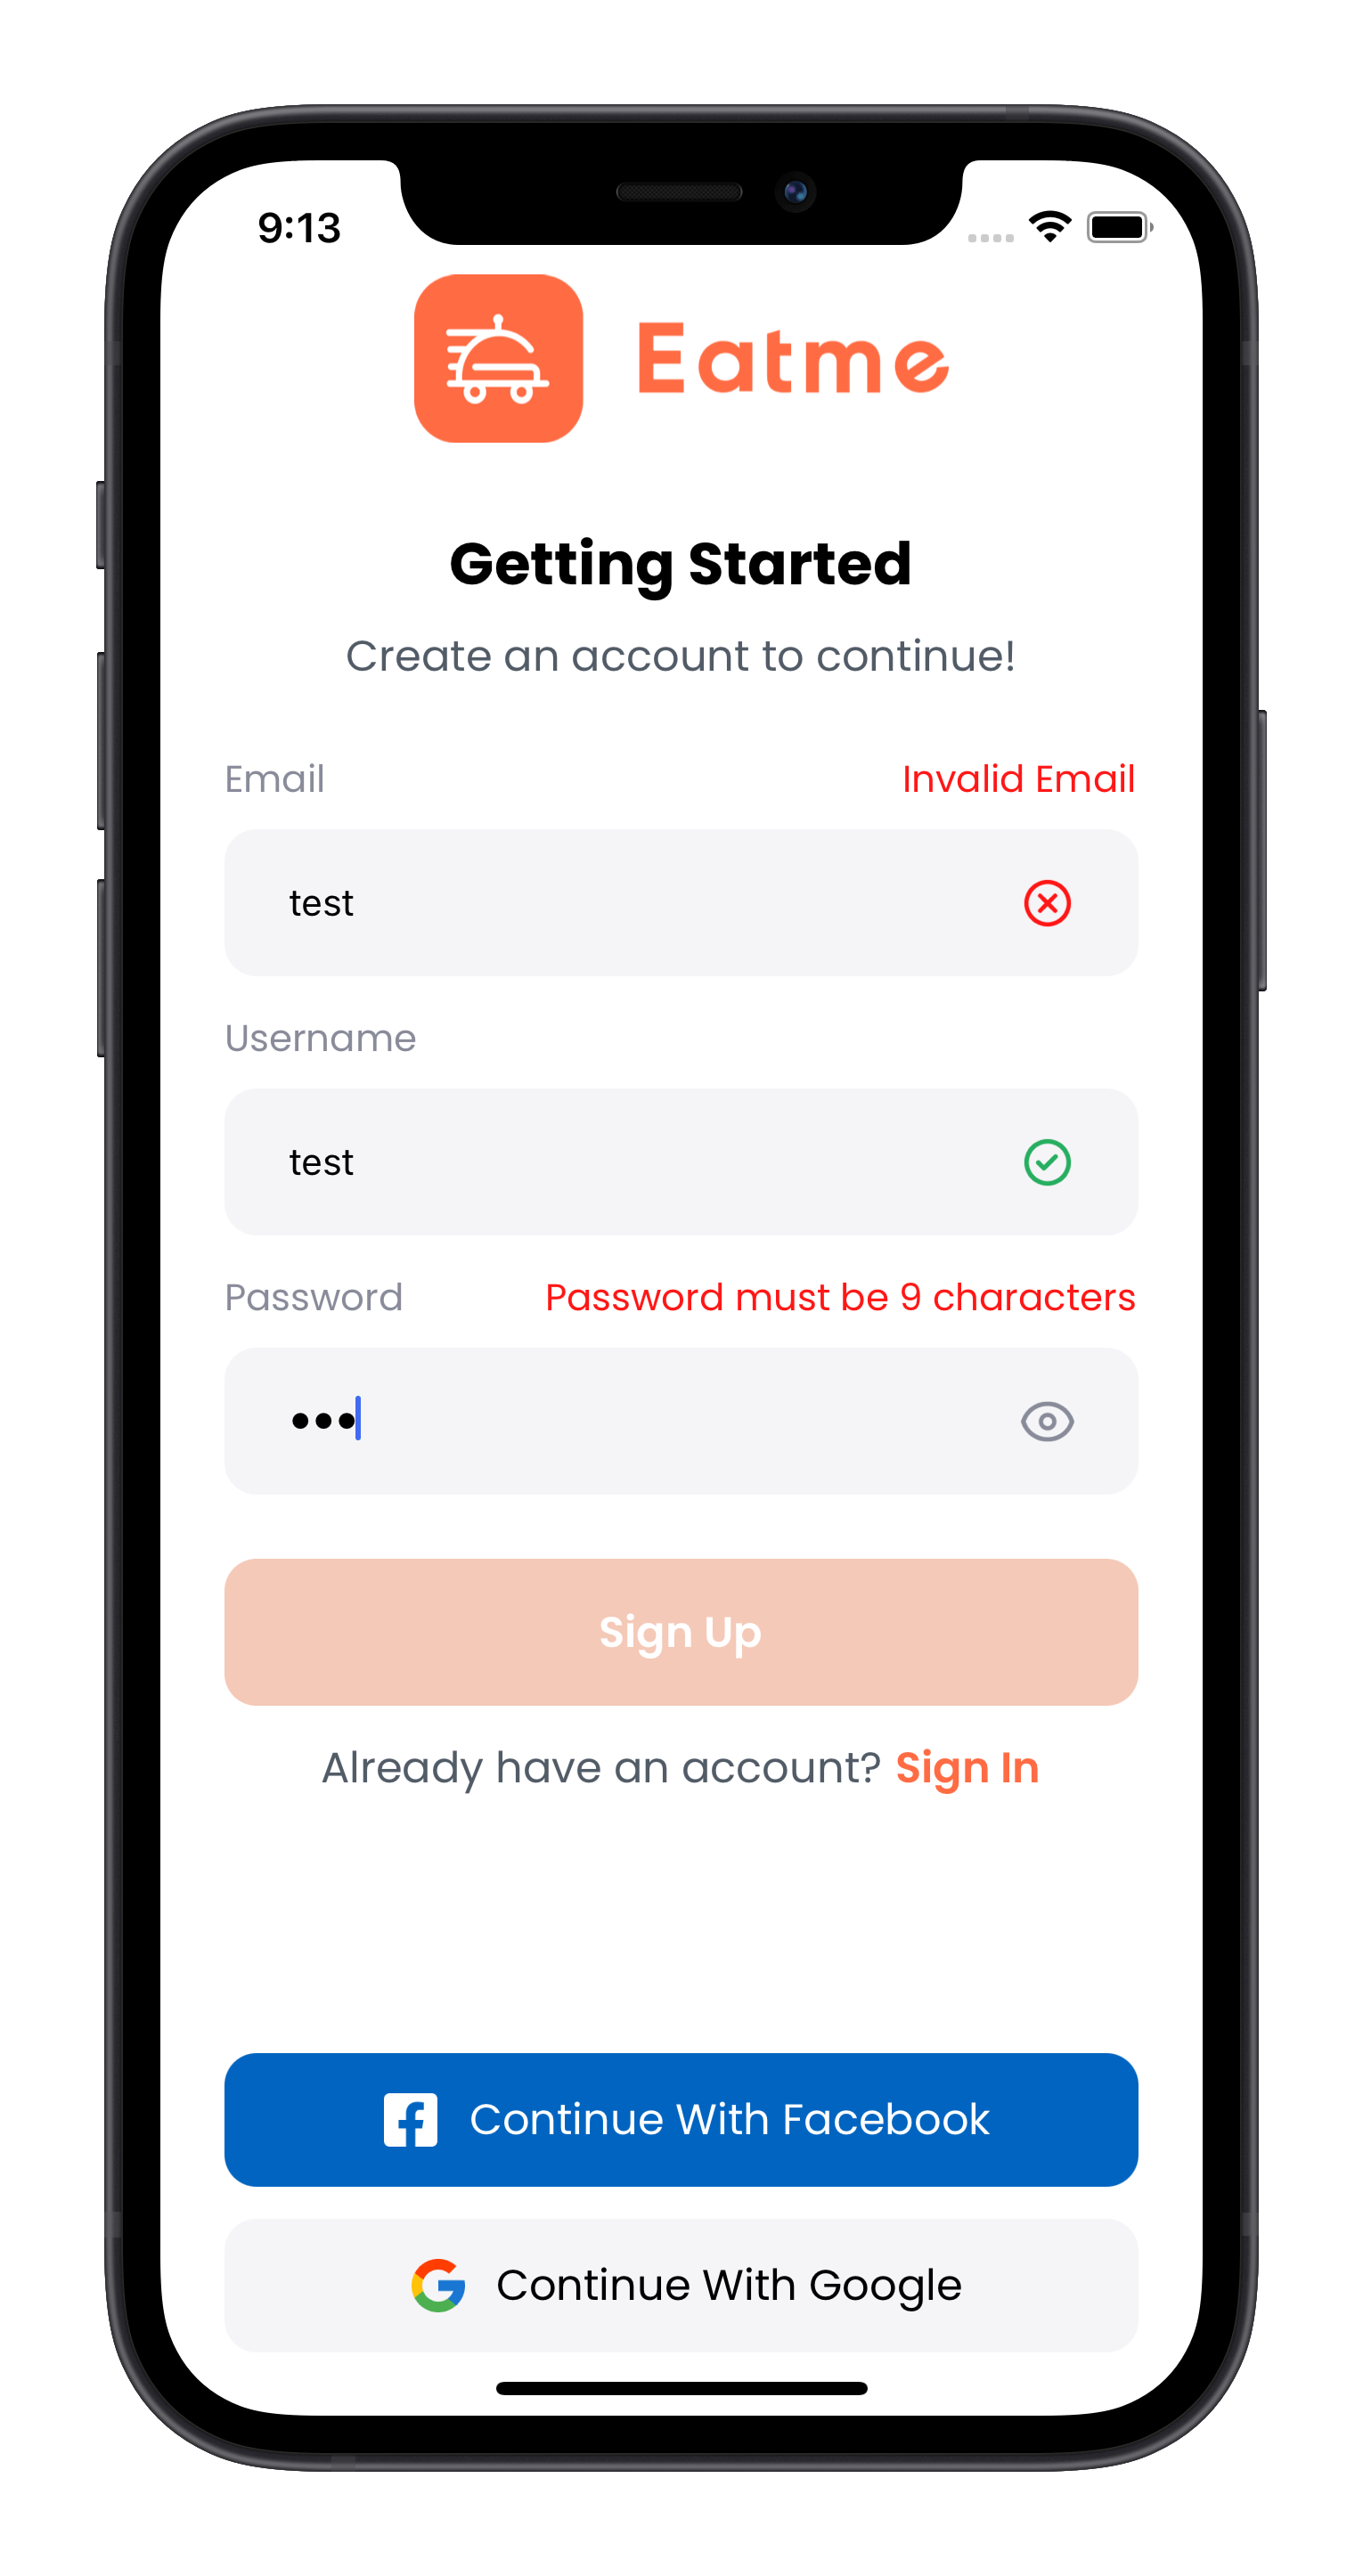 9:13
Eatme
Getting Started
Create an account to continue!
Email Invalid Email
test
Username
test
Password Password must be 9 characters
•••
Sign Up
Already have an account? Sign In
Continue With Facebook
Continue With Google